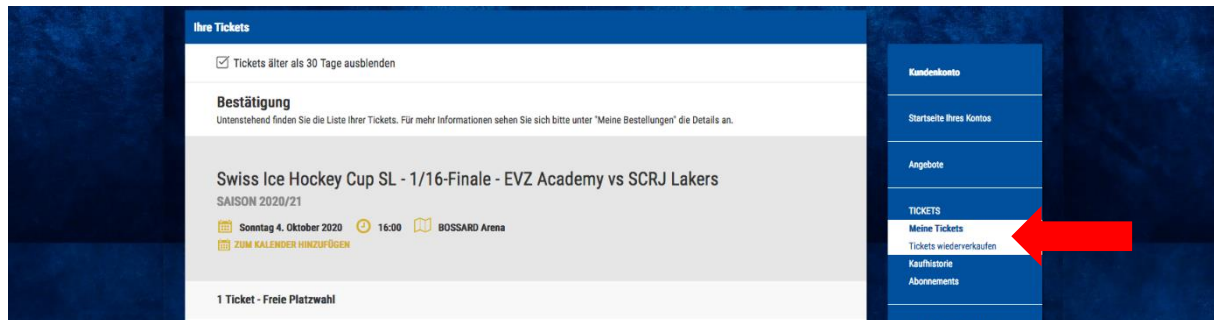 Ihre Tickets
Tickets älter als 30 Tage ausblenden
Bestätigung
Untenstehend finden Sie die Liste Ihrer Tickets. Für mehr Informationen sehen Sie sich bitte unter "Meine Bestellungen" die Details an.
Swiss Ice Hockey Cup SL - 1/16-Finale - EVZ Academy vs SCRJ Lakers
SAISON 2020/21
Sonntag 4. Oktober 2020 16:00 BOSSARD Arena
ZUM KALENDER HINZUFÜGEN
1 Ticket - Freie Platzwahl
Kundenkonto
Startseite Ihres Kontos
Angebote
TICKETS
Meine Tickets
Tickets wiederverkaufen
Kaufhistorie
Abonnements